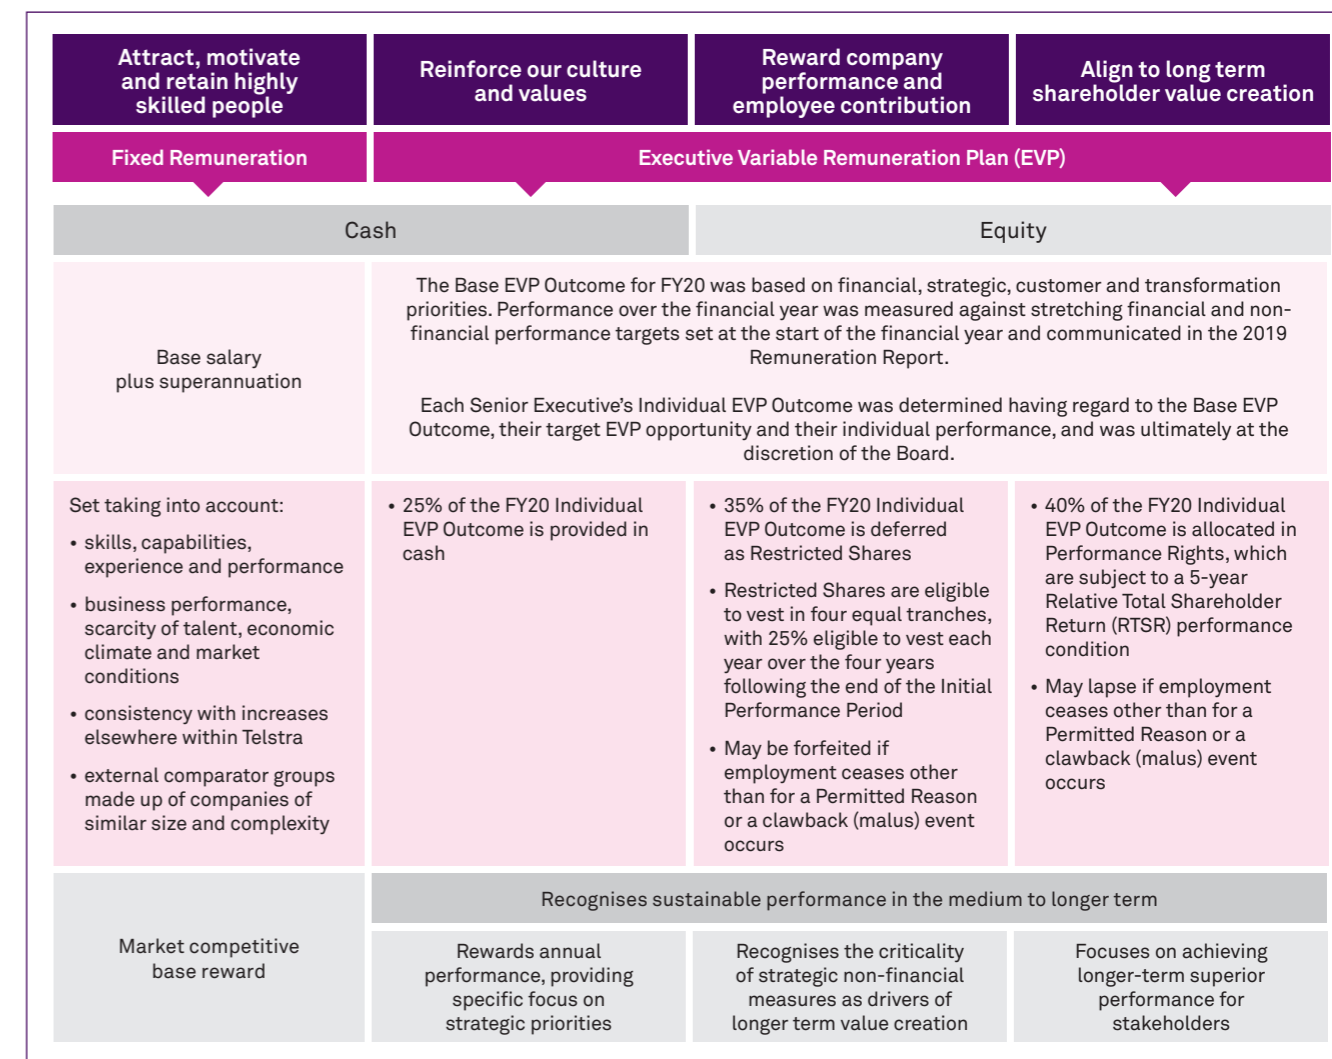 Attract, motivate
and retain highly
skilled people
Reinforce our culture
and values
Reward company
performance and
employee contribution
Align to long term
shareholder value creation
Fixed Remuneration
Executive Variable Remuneration Plan (EVP)
Cash
Equity
Base salary
plus superannuation
The Base EVP Outcome for FY20 was based on financial, strategic, customer and transformation
priorities. Performance over the financial year was measured against stretching financial and non-
financial performance targets set at the start of the financial year and communicated in the 2019
Remuneration Report.
Each Senior Executive’s Individual EVP Outcome was determined having regard to the Base EVP
Outcome, their target EVP opportunity and their individual performance, and was ultimately at the
discretion of the Board.
Set taking into account:
• skills, capabilities,
experience and performance
• business performance,
scarcity of talent, economic
climate and market
conditions
• consistency with increases
elsewhere within Telstra
• external comparator groups
made up of companies of
similar size and complexity
• 25% of the FY20 Individual
EVP Outcome is provided in
cash
• 35% of the FY20 Individual
EVP Outcome is deferred
as Restricted Shares
• Restricted Shares are eligible
to vest in four equal tranches,
with 25% eligible to vest each
year over the four years
following the end of the Initial
Performance Period
• May be forfeited if
employment ceases other
than for a Permitted Reason
or a clawback (malus) event
occurs
• 40% of the FY20 Individual
EVP Outcome is allocated in
Performance Rights, which
are subject to a 5-year
Relative Total Shareholder
Return (RTSR) performance
condition
• May lapse if employment
ceases other than for a
Permitted Reason or a
clawback (malus) event
occurs
Market competitive
base reward
Recognises sustainable performance in the medium to longer term
Rewards annual
performance, providing
specific focus on
strategic priorities
Recognises the criticality
of strategic non-financial
measures as drivers of
longer term value creation
Focuses on achieving
longer-term superior
performance for
stakeholders